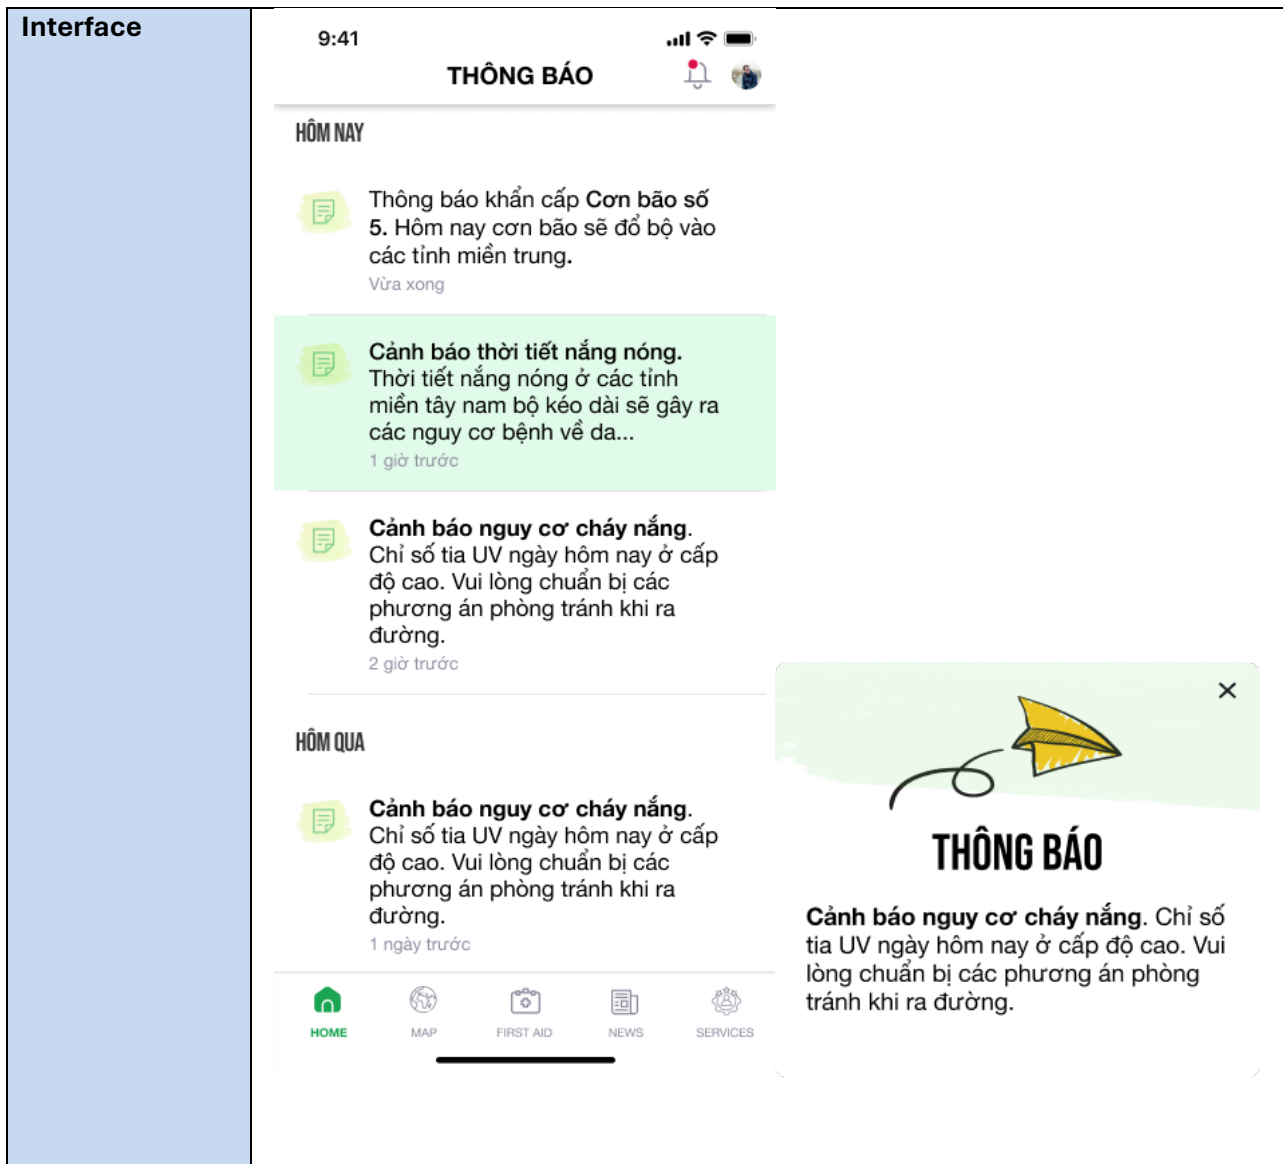 Interface
9:41
THÔNG BÁO
HÔM NAY
Thông báo khẩn cấp Cơn bão số
5. Hôm nay cơn bão sẽ đổ bộ vào
các tỉnh miền trung.
Vừa xong
Cảnh báo thời tiết nắng nóng.
Thời tiết nắng nóng ở các tỉnh
miền tây nam bộ kéo dài sẽ gây ra
các nguy cơ bệnh về da...
1 giờ trước
Cảnh báo nguy cơ cháy nắng.
Chỉ số tia UV ngày hôm nay ở cấp
độ cao. Vui lòng chuẩn bị các
phương án phòng tránh khi ra
đường.
2 giờ trước
HÔM QUA
Cảnh báo nguy cơ cháy nắng.
Chỉ số tia UV ngày hôm nay ở cấp
độ cao. Vui lòng chuẩn bị các
phương án phòng tránh khi ra
đường.
1 ngày trước
HOME MAP FIRST AID NEWS SERVICES
THÔNG BÁO
Cảnh báo nguy cơ cháy nắng. Chỉ số
tia UV ngày hôm nay ở cấp độ cao. Vui
lòng chuẩn bị các phương án phòng
tránh khi ra đường.